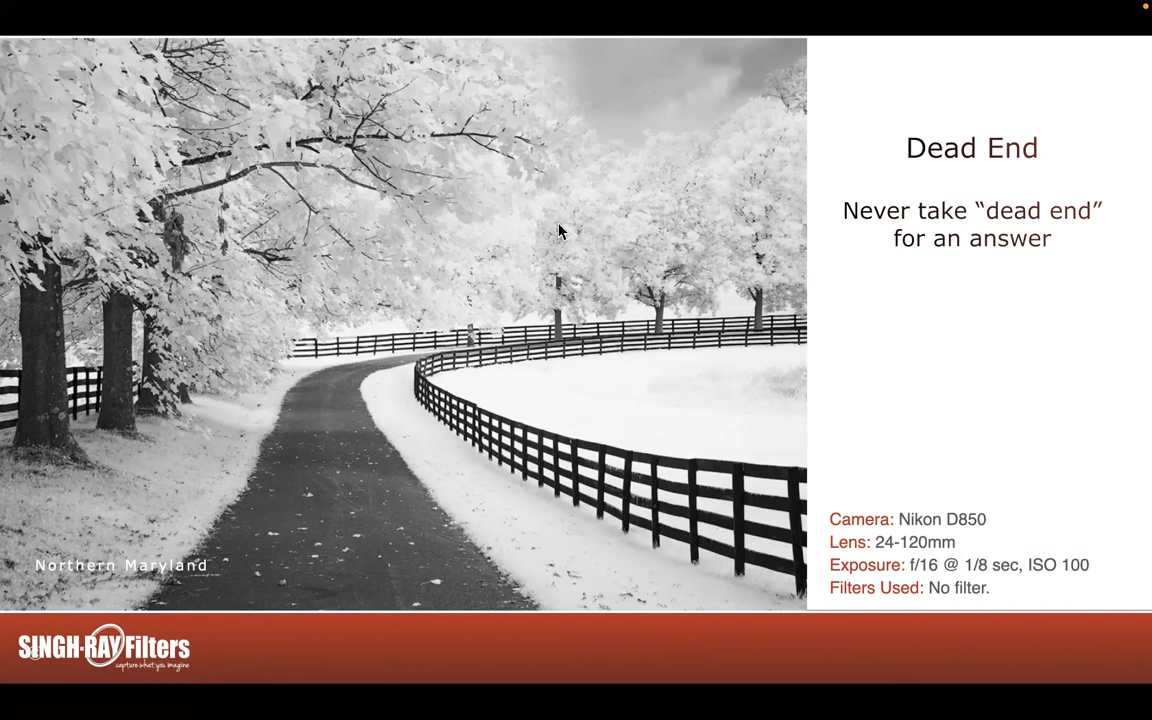 Dead End
Never take “dead end”
for an answer
Camera: Nikon D850
Lens: 24-120mm
Exposure: f/16 @ 1/8 sec, ISO 100
Filters Used: No filter.
Northern Maryland
SINGH-RAY Filters
capture what you imagine